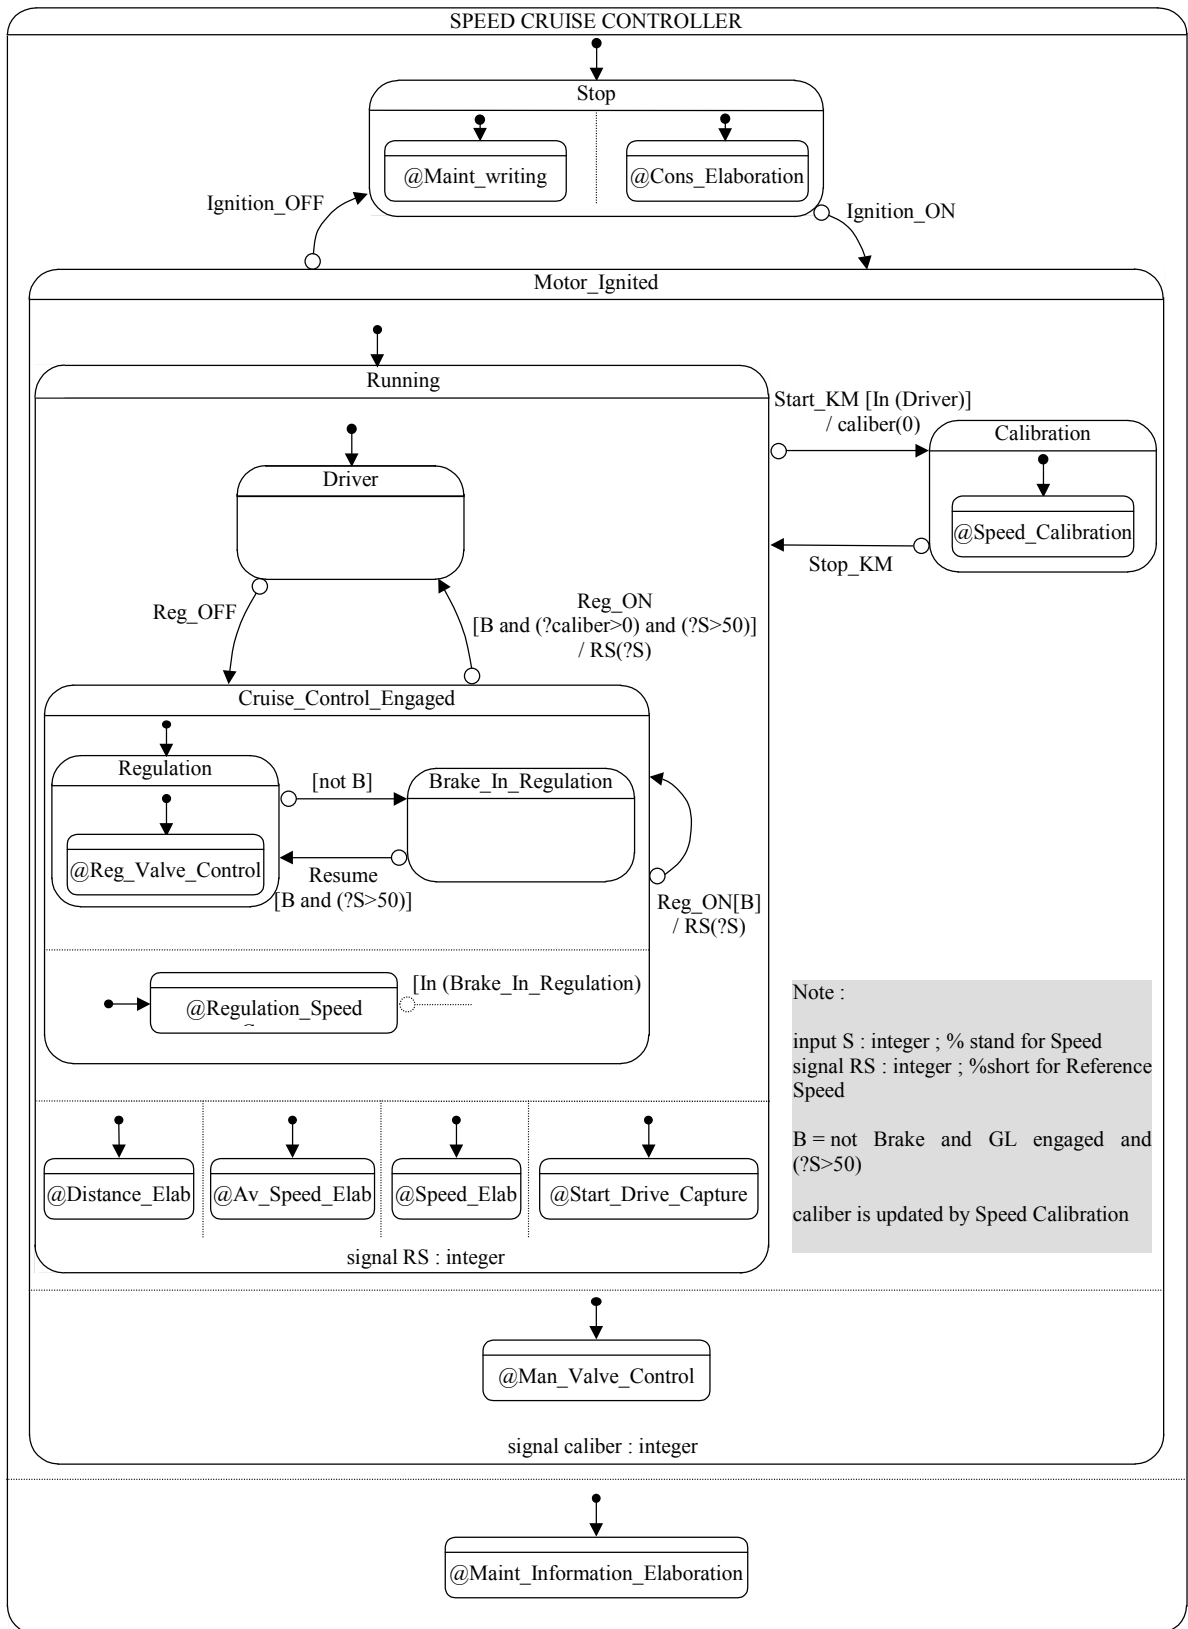 SPEED CRUISE CONTROLLER
Stop
@Maint_writing
@Cons_Elaboration
Ignition_OFF
Ignition_ON
Motor_Ignited
Running
Start_KM [In (Driver)]
/ caliber(0)
Calibration
Driver
@Speed_Calibration
Stop_KM
Reg_OFF
Reg_ON
[B and (?caliber>0) and (?S>50)]
/ RS(?S)
Cruise_Control_Engaged
Regulation
[not B]
Brake_In_Regulation
@Reg_Valve_Control
Resume
[B and (?S>50)]
Reg_ON[B]
/ RS(?S)
[In (Brake_In_Regulation)
@Regulation_Speed
Note :
input S : integer ; % stand for Speed
signal RS : integer ; %short for Reference
Speed
B = not Brake and GL engaged and
(?S>50)
caliber is updated by Speed Calibration
@Distance_Elab
@Av_Speed_Elab
@Speed_Elab
@Start_Drive_Capture
signal RS : integer
@Man_Valve_Control
signal caliber : integer
@Maint_Information_Elaboration